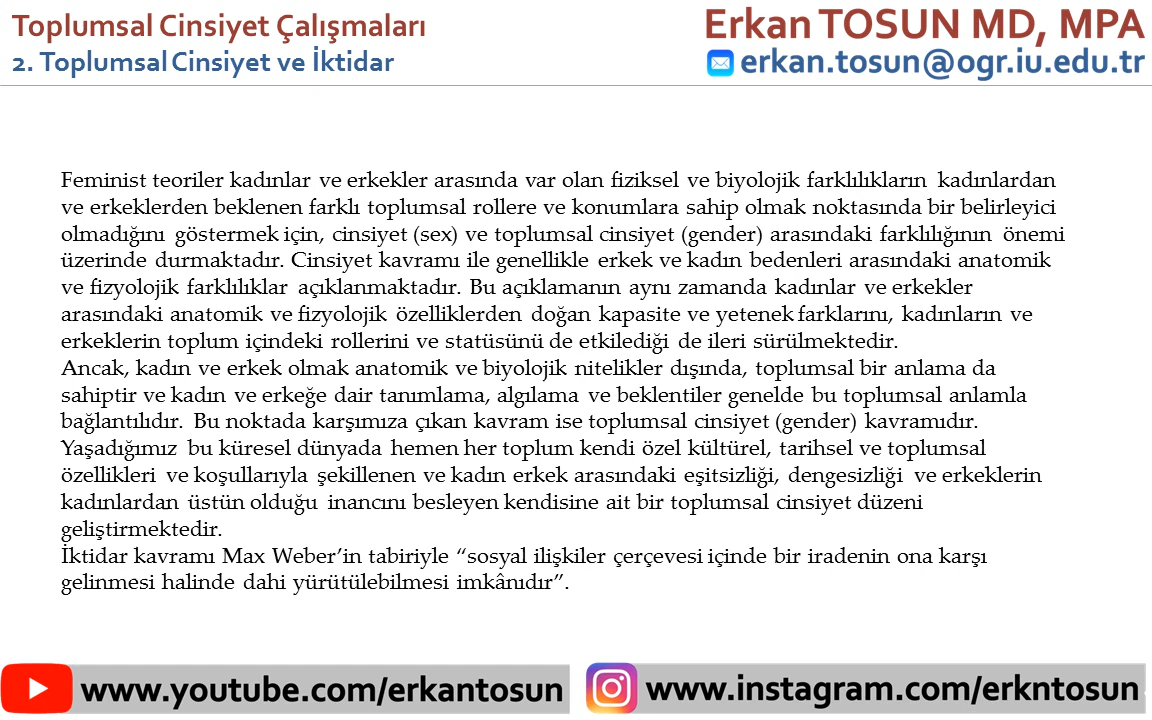 Toplumsal Cinsiyet Çalışmaları
2. Toplumsal Cinsiyet ve İktidar
Erkan TOSUN MD, MPA
erkan.tosun@ogr.iu.edu.tr
Feminist teoriler kadınlar ve erkekler arasında var olan fiziksel ve biyolojik farklılıkların kadınlardan
ve erkeklerden beklenen farklı toplumsal rollere ve konumlara sahip olmak noktasında bir belirleyici
olmadığını göstermek için, cinsiyet (sex) ve toplumsal cinsiyet (gender) arasındaki farklılığının önemi
üzerinde durmaktadır. Cinsiyet kavramı ile genellikle erkek ve kadın bedenleri arasındaki anatomik
ve fizyolojik farklılıklar açıklanmaktadır. Bu açıklamanın aynı zamanda kadınlar ve erkekler
arasındaki anatomik ve fizyolojik özelliklerden doğan kapasite ve yetenek farklarını, kadınların ve
erkeklerin toplum içindeki rollerini ve statüsünü de etkilediği de ileri sürülmektedir.
Ancak, kadın ve erkek olmak anatomik ve biyolojik nitelikler dışında, toplumsal bir anlama da
sahiptir ve kadın ve erkeğe dair tanımlama, algılama ve beklentiler genelde bu toplumsal anlamla
bağlantılıdır. Bu noktada karşımıza çıkan kavram ise toplumsal cinsiyet (gender) kavramıdır.
Yaşadığımız bu küresel dünyada hemen her toplum kendi özel kültürel, tarihsel ve toplumsal
özellikleri ve koşullarıyla şekillenen ve kadın erkek arasındaki eşitsizliği, dengesizliği ve erkeklerin
kadınlardan üstün olduğu inancını besleyen kendisine ait bir toplumsal cinsiyet düzeni
geliştirmektedir.
İktidar kavramı Max Weber’in tabiriyle “sosyal ilişkiler çerçevesi içinde bir iradenin ona karşı
gelinmesi halinde dahi yürütülebilmesi imkânıdır”.
www.youtube.com/erkantosun
www.instagram.com/erkntosun